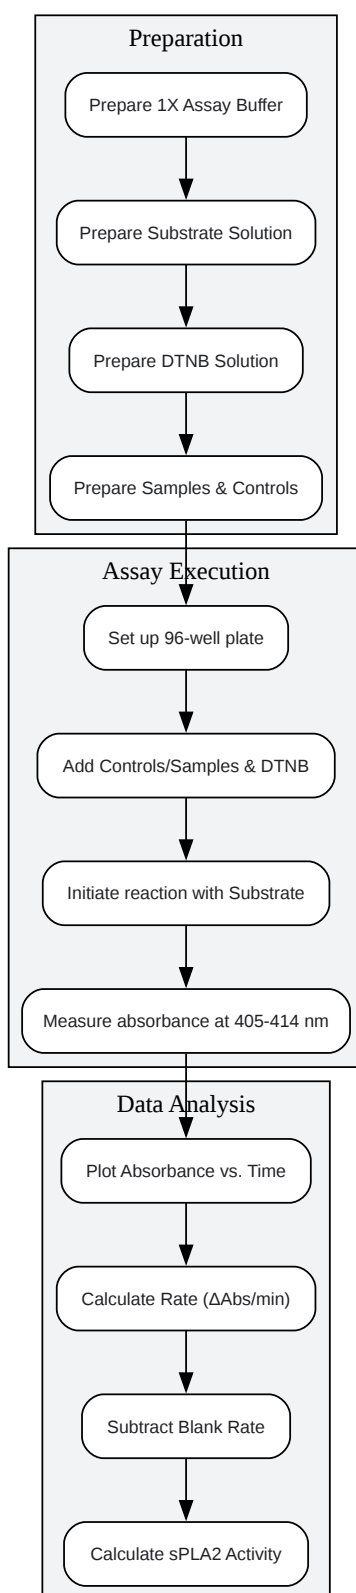 Preparation
Prepare 1X Assay Buffer
Prepare Substrate Solution
Prepare DTNB Solution
Prepare Samples & Controls
Assay Execution
Set up 96-well plate
Add Controls/Samples & DTNB
Initiate reaction with Substrate
Measure absorbance at 405-414 nm
Data Analysis
Plot Absorbance vs. Time
Calculate Rate (ΔAbs/min)
Subtract Blank Rate
Calculate sPLA2 Activity